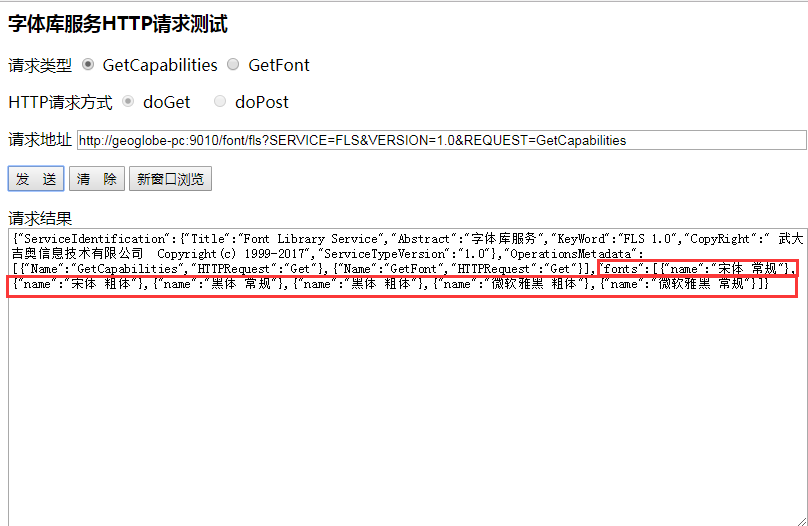 字体库服务HTTP请求测试
请求类型 GetCapabilities GetFont
HTTP请求方式 doGet doPost
请求地址 http://geoglobe-pc:9010/font/fls?SERVICE=FLS&VERSION=1.0&REQUEST=GetCapabilities
发 送 清 除 新窗口浏览
请求结果
{"ServiceIdentification":{"Title":"Font Library Service","Abstract":"字体库服务","KeyWord":"FLS 1.0","CopyRight":" 武大
吉奥信息技术有限公司 Copyright(c) 1999-2017","ServiceTypeVersion":"1.0"},"OperationsMetadata":
[{"Name":"GetCapabilities","HTTPRequest":"Get"},{"Name":"GetFont","HTTPRequest":"Get"}],"fonts":[{"name":"宋体 常规"},
{"name":"宋体 粗体"},{"name":"黑体 常规"},{"name":"黑体 粗体"},{"name":"微软雅黑 粗体"},{"name":"微软雅黑 常规"}]}